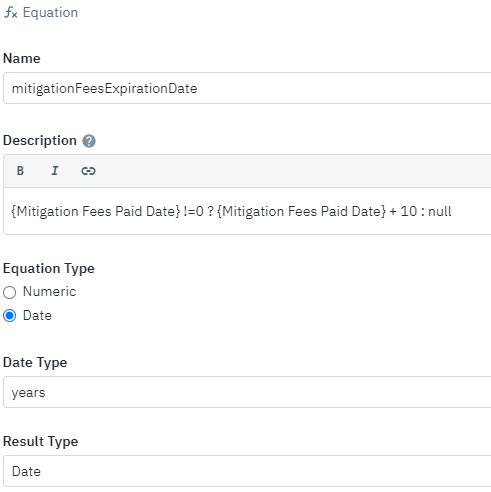 fx Equation
Name
mitigationFeesExpirationDate
Description ?
B I
{Mitigation Fees Paid Date} !=0 ? {Mitigation Fees Paid Date} + 10 : null
Equation Type
Numeric
Date
Date Type
years
Result Type
Date